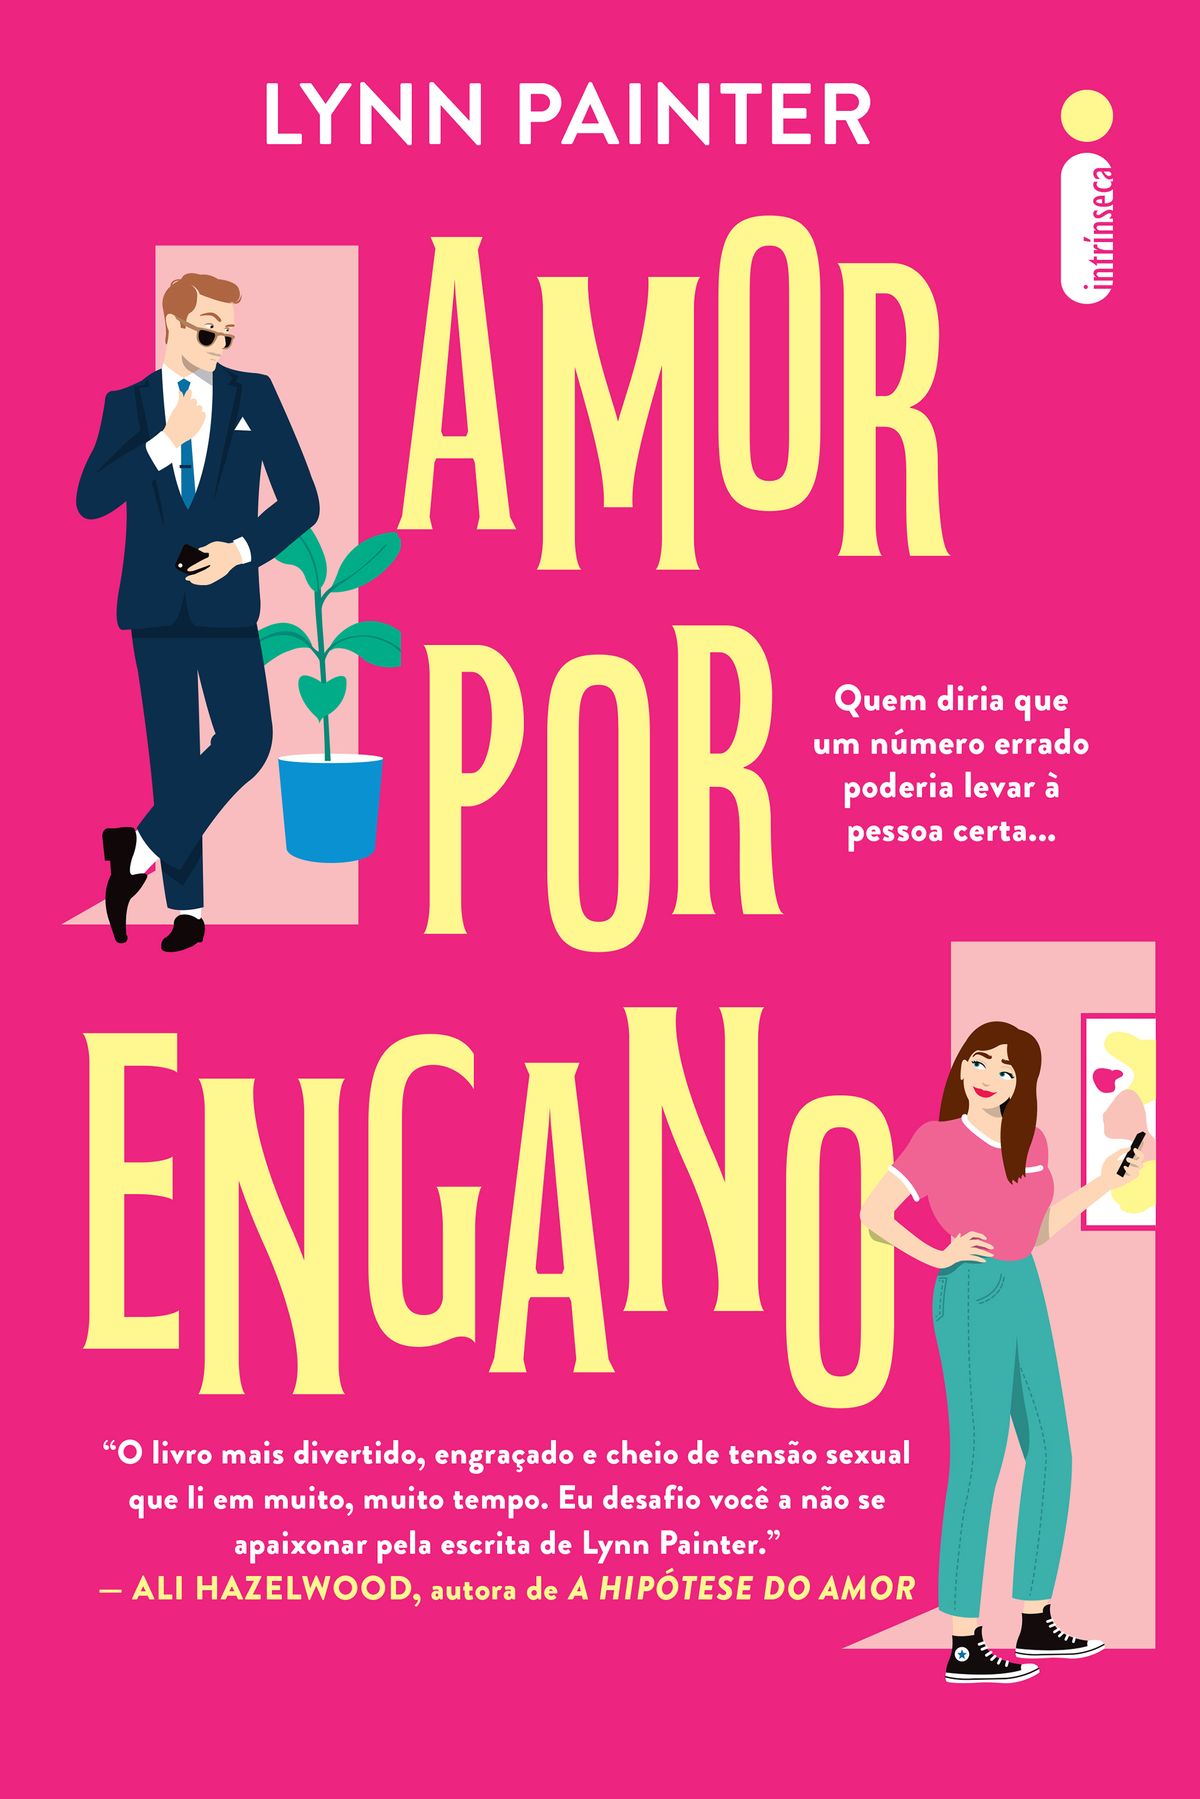 LYNN PAINTER
intrínseca
AMOR
POR
Quem diria que
um número errado
poderia levar à
pessoa certa...
ENGANO
“O livro mais divertido, engraçado e cheio de tensão sexual
que li em muito, muito tempo. Eu desafio você a não se
apaixonar pela escrita de Lynn Painter.”
— ALI HAZELWOOD, autora de A HIPÓTESE DO AMOR